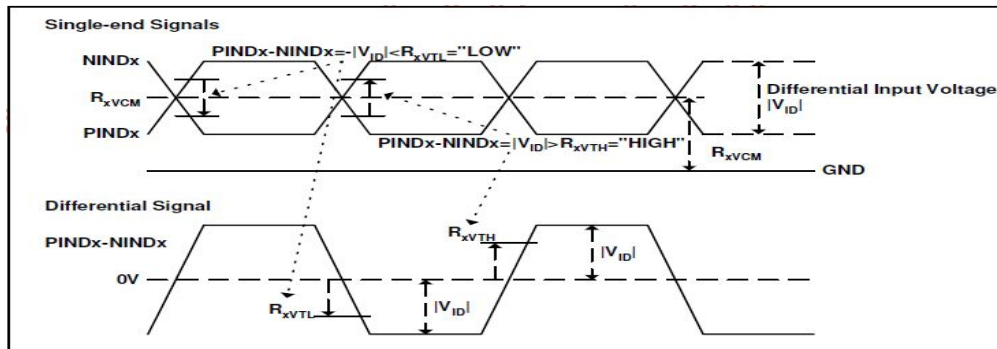 Single-end Signals
NINDx
PINDx-NINDx=-|VID|<RxVTL="LOW"
RxVCM
Differential Input Voltage
|VID|
PINDx
PINDx-NINDx=|VID|>RxVTH="HIGH"
RxVCM
GND
Differential Signal
PINDx-NINDx
RxVTH
|VID|
0V
RxVTL
|VID|